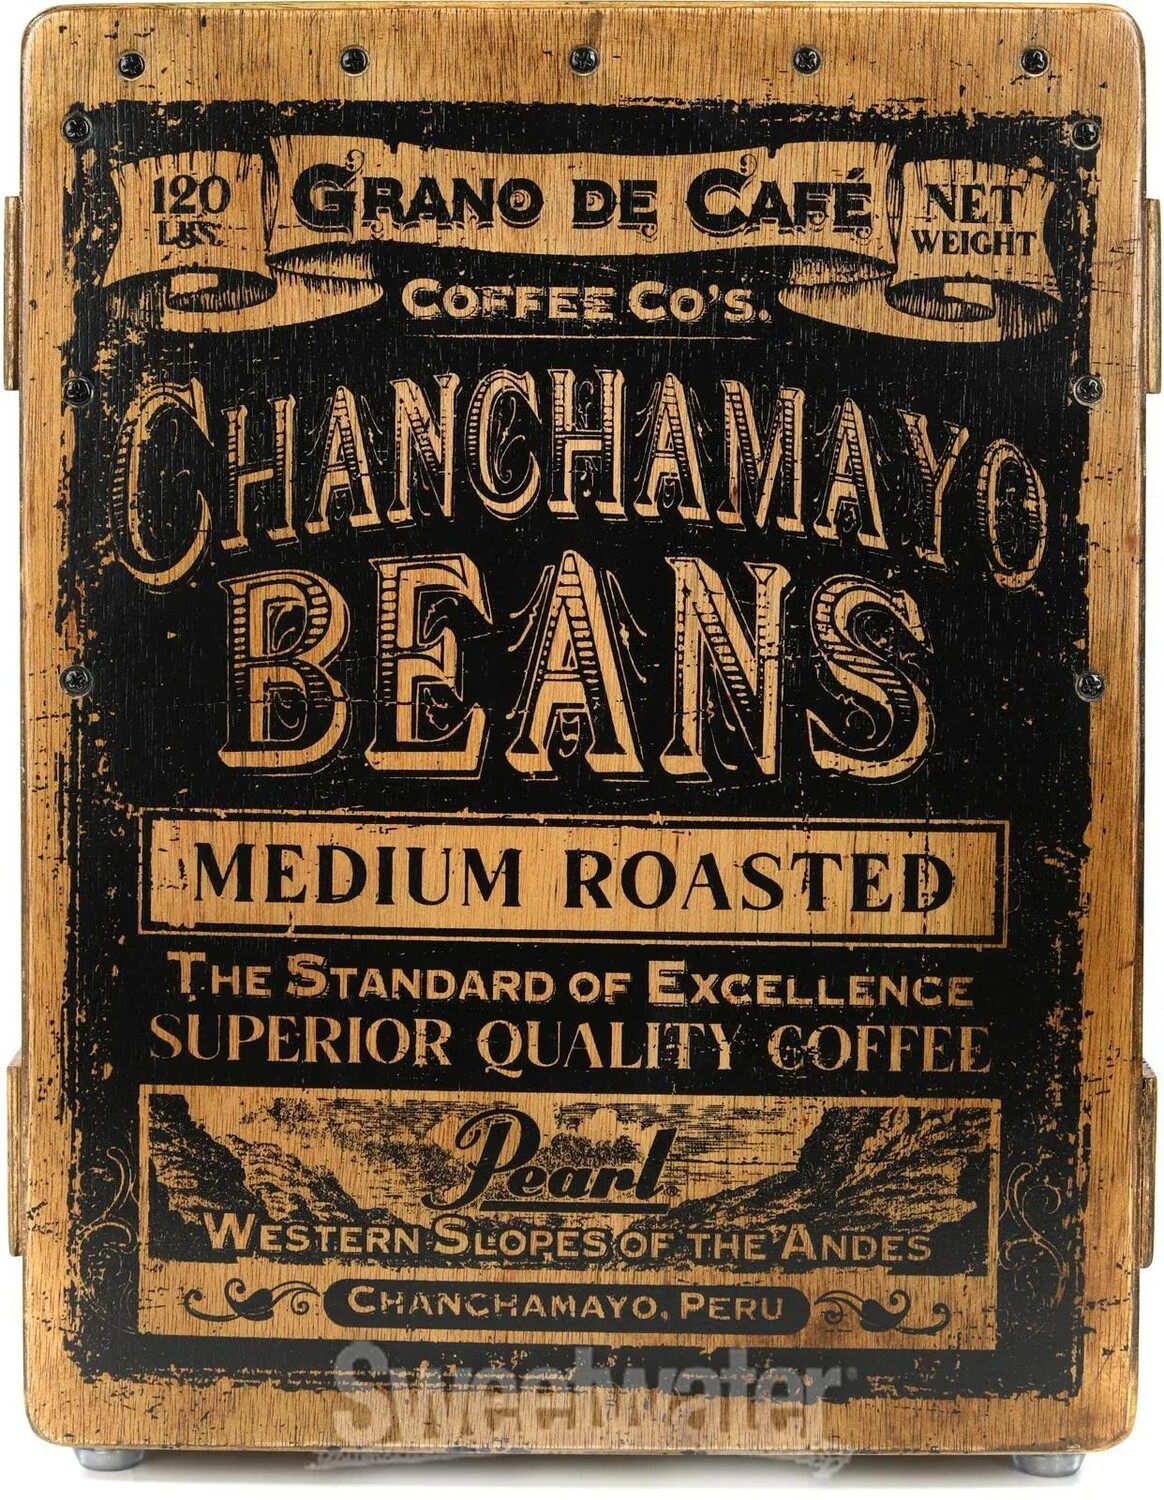 120 LBS. GRANO DE CAFÉ NET WEIGHT
COFFEE CO'S.
CHANCHAMAYO
BEANS
MEDIUM ROASTED
THE STANDARD OF EXCELLENCE
SUPERIOR QUALITY COFFEE
Pearl
WESTERN SLOPES OF THE ANDES
CHANCHAMAYO, PERU
Sweetwater